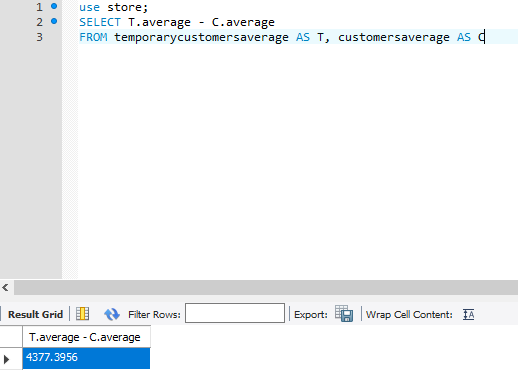 1 use store;
2 SELECT T.average - C.average
3 FROM temporarycustomersaverage AS T, customersaverage AS C
Result Grid Filter Rows: Export: Wrap Cell Content:
T.average - C.average
4377.3956